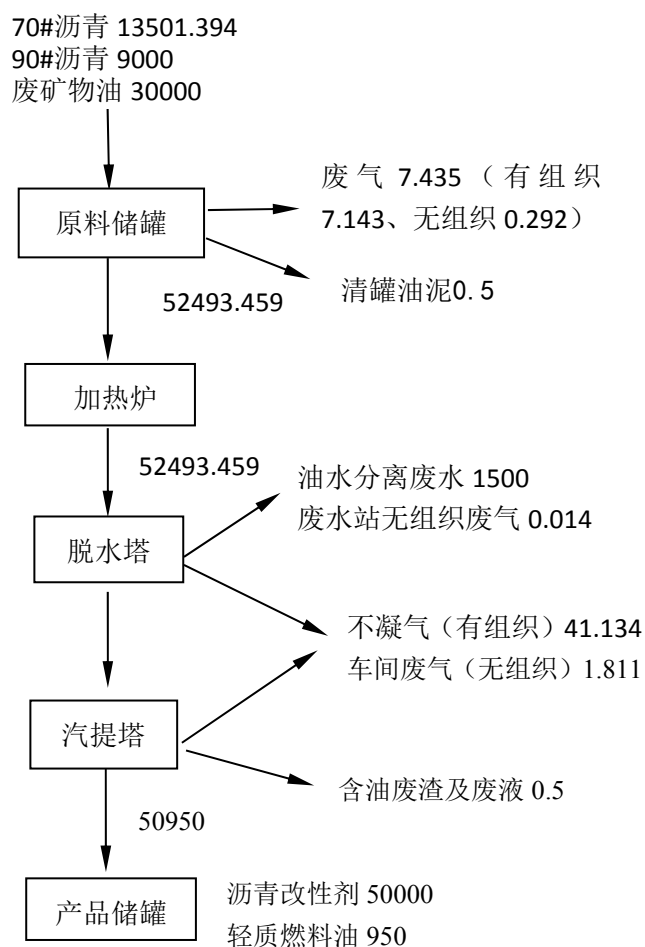 70#沥青 13501.394
90#沥青 9000
废矿物油 30000
废气 7.435（有组织
7.143、无组织 0.292）
原料储罐
清罐油泥0.5
52493.459
加热炉
52493.459
油水分离废水 1500
废水站无组织废气 0.014
脱水塔
不凝气（有组织）41.134
车间废气（无组织）1.811
汽提塔
含油废渣及废液 0.5
50950
产品储罐
沥青改性剂 50000
轻质燃料油 950